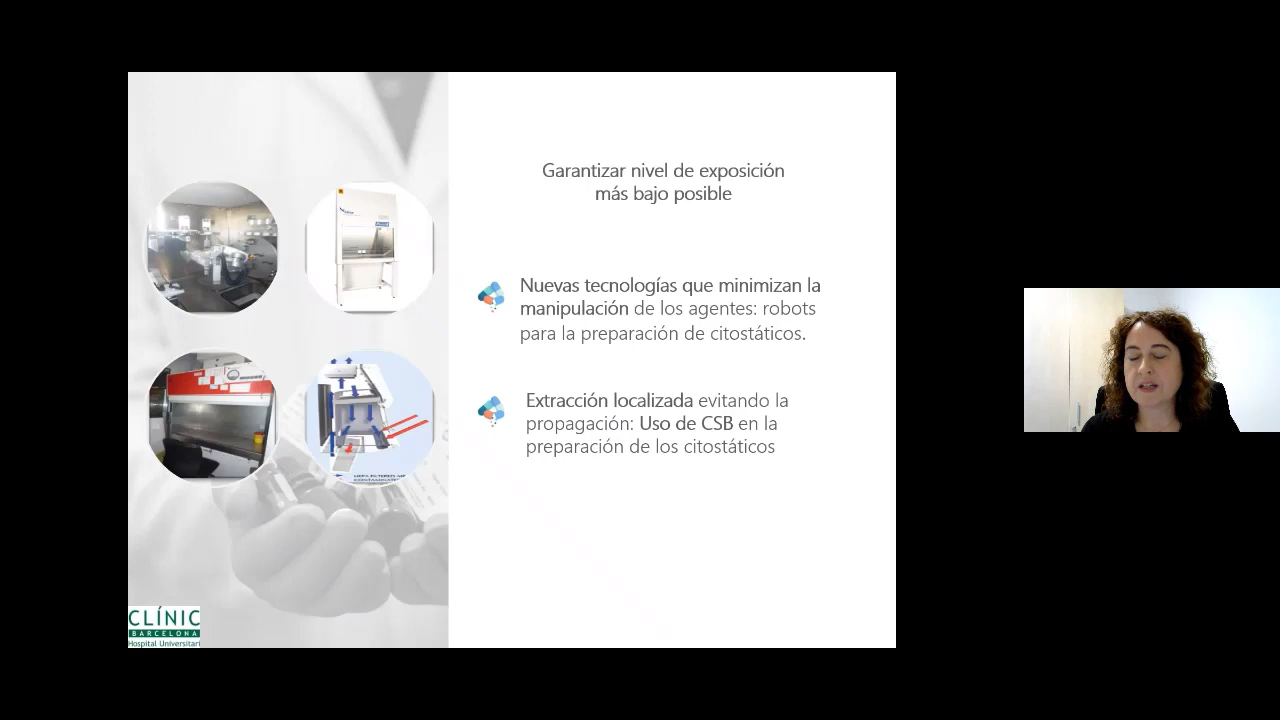 Garantizar nivel de exposición
más bajo posible
Nuevas tecnologías que minimizan la
manipulación de los agentes: robots
para la preparación de citostáticos.
Extracción localizada evitando la
propagación: Uso de CSB en la
preparación de los citostáticos
CLÍNIC
BARCELONA
Hospital Universitari